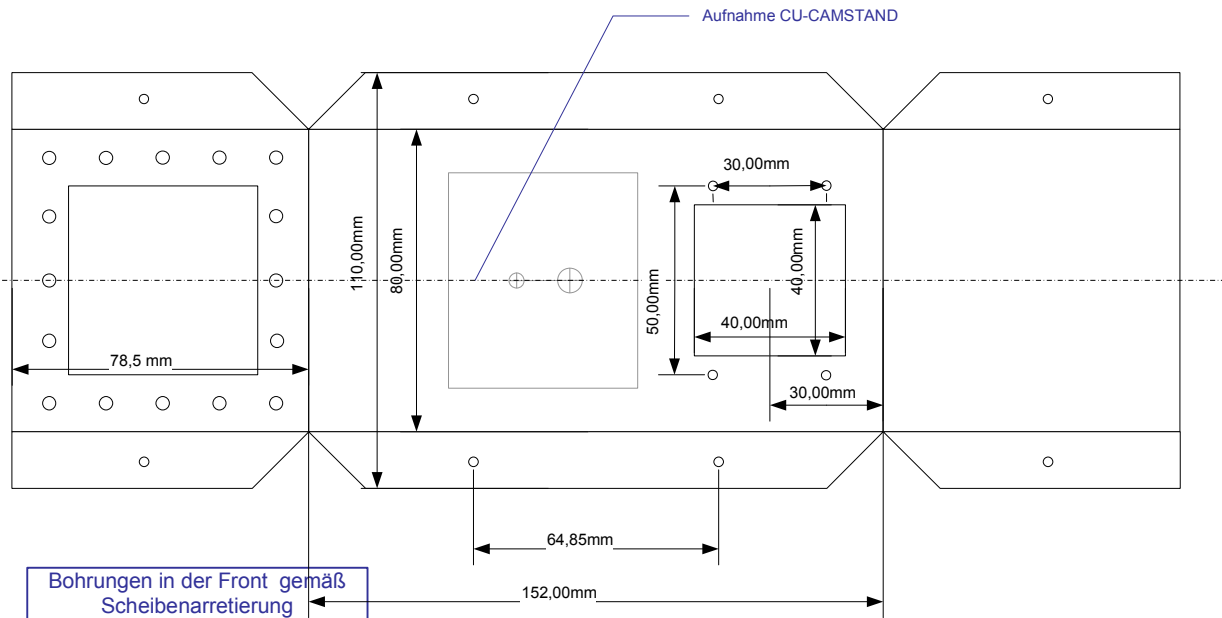 Aufnahme CU-CAMSTAND
30,00mm
110,00mm
80,00mm
50,00mm
40,00mm
40,00mm
78,5 mm
30,00mm
64,85mm
152,00mm
Bohrungen in der Front gemäß
Scheibenarretierung